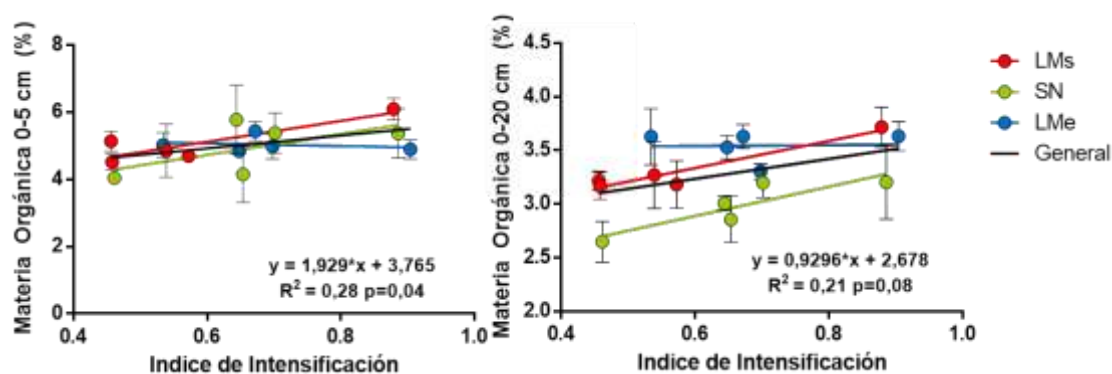 Materia Orgánica 0-5 cm (%)
8
6
4
2
0
0.4
0.6
0.8
1.0
y = 1,929*x + 3,765
R² = 0,28 p=0,04
Indice de Intensificación
Materia Orgánica 0-20 cm (%)
4.5
4.0
3.5
3.0
2.5
2.0
0.4
0.6
0.8
1.0
y = 0,9296*x + 2,678
R² = 0,21 p=0,08
Indice de Intensificación
LMs
SN
LMe
General